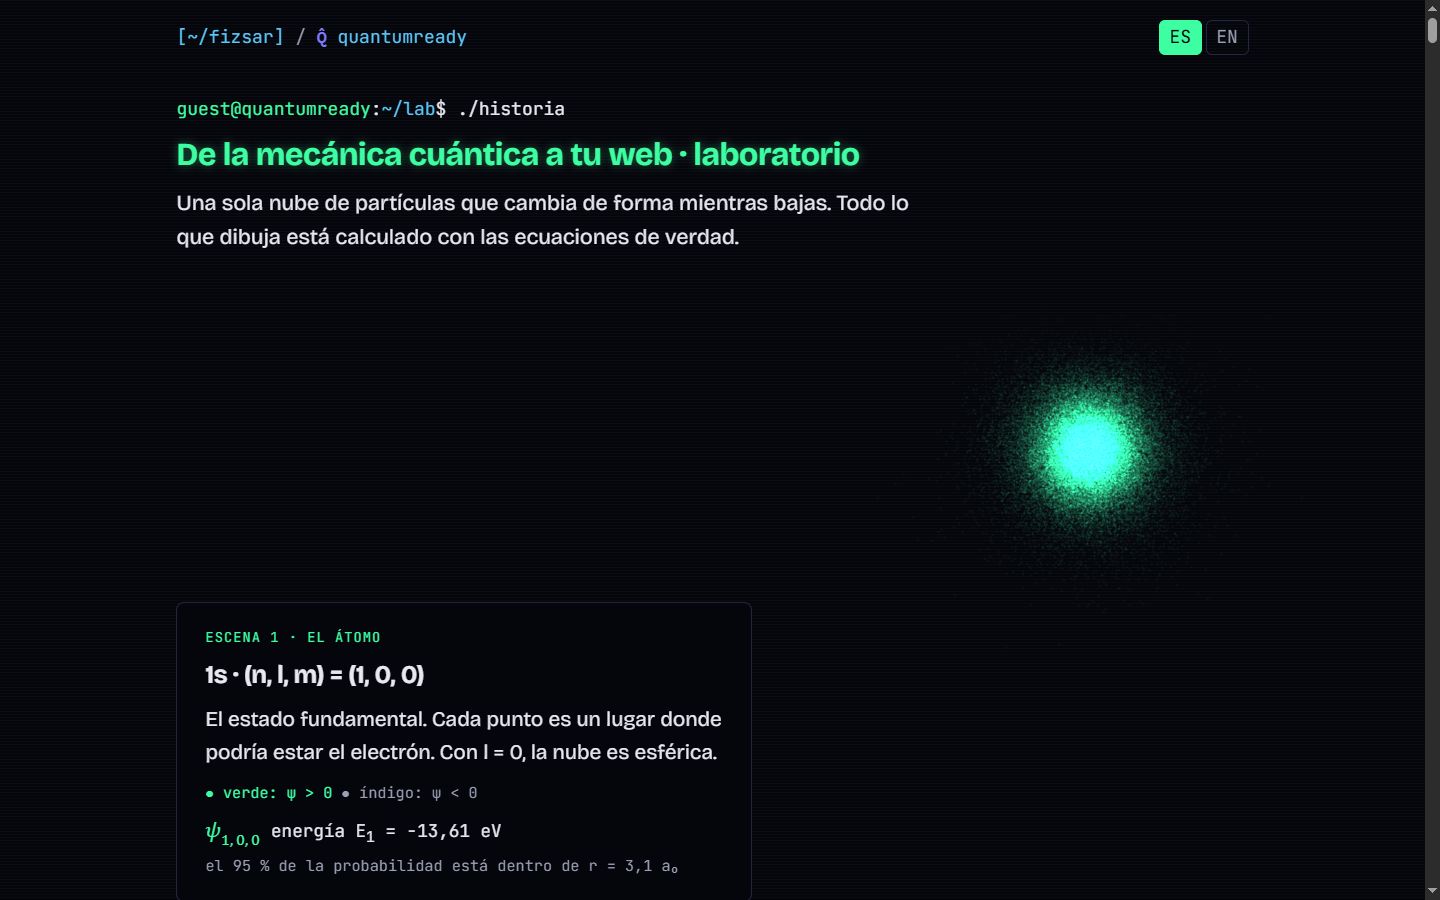 [~/fizsar] / Q̂ quantumready
ES EN
guest@quantumready:~/lab$ ./historia
De la mecánica cuántica a tu web · laboratorio
Una sola nube de partículas que cambia de forma mientras bajas. Todo lo
que dibuja está calculado con las ecuaciones de verdad.
ESCENA 1 · EL ÁTOMO
1s · (n, l, m) = (1, 0, 0)
El estado fundamental. Cada punto es un lugar donde
podría estar el electrón. Con l = 0, la nube es esférica.
● verde: ψ > 0 ● índigo: ψ < 0
ψ₁,₀,₀ energía E₁ = -13,61 eV
el 95 % de la probabilidad está dentro de r = 3,1 a₀